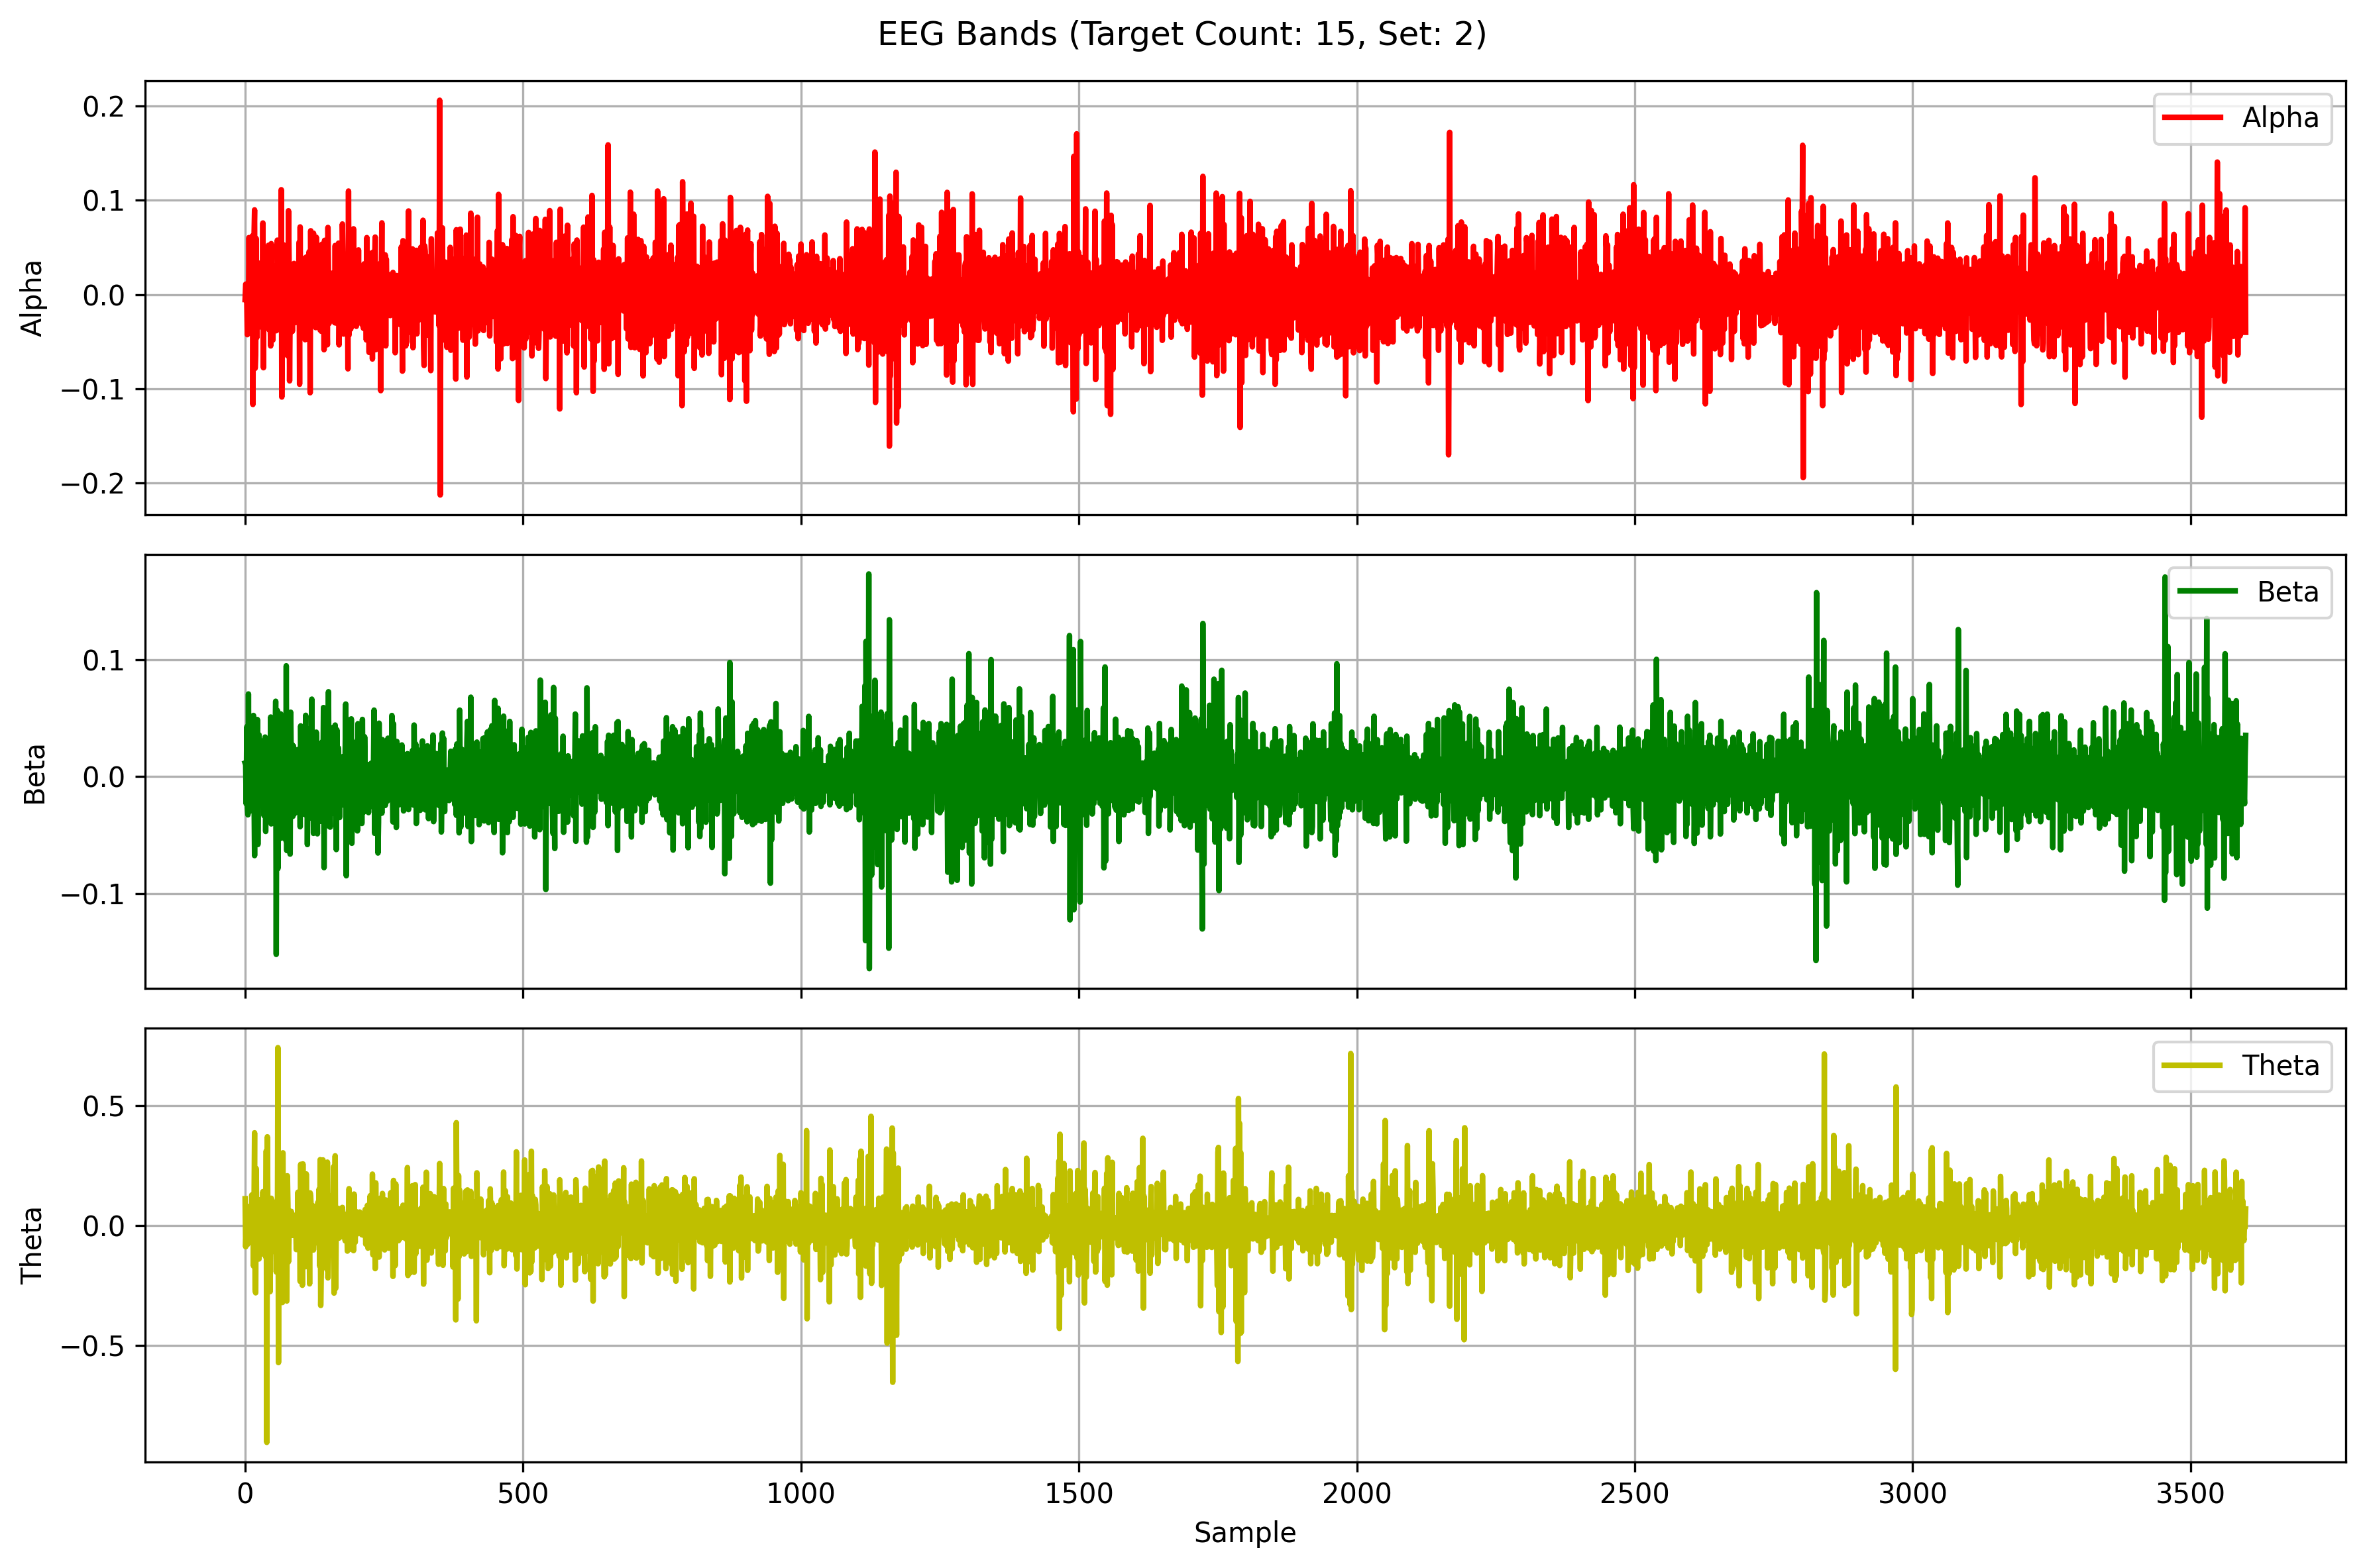 EEG Bands (Target Count: 15, Set: 2)
Alpha
0.2
0.1
0.0
−0.1
−0.2
Alpha
Beta
0.1
0.0
−0.1
Beta
Theta
0.5
0.0
−0.5
Theta
0 500 1000 1500 2000 2500 3000 3500
Sample